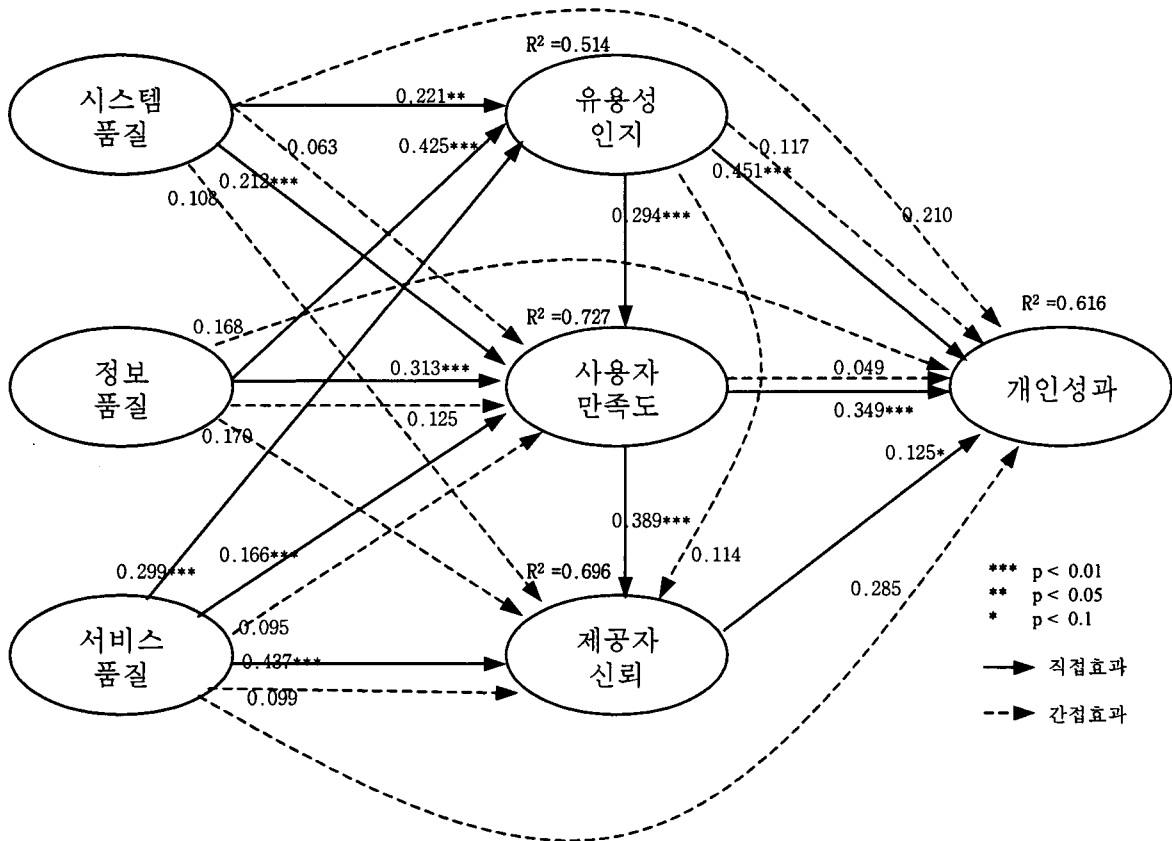 R² =0.514
시스템
품질
유용성
인지
0.221**
0.063
0.425***
0.117
0.451***
0.212***
0.108
0.294***
0.210
R² =0.616
R² =0.727
0.168
정보
품질
0.313***
사용자
만족도
0.049
개인성과
0.125
0.349***
0.170
0.125*
0.389***
0.166***
0.299***
0.114
R² =0.696
0.285
*** p < 0.01
** p < 0.05
* p < 0.1
서비스
품질
0.095
0.437***
0.099
제공자
신뢰
직접효과
간접효과